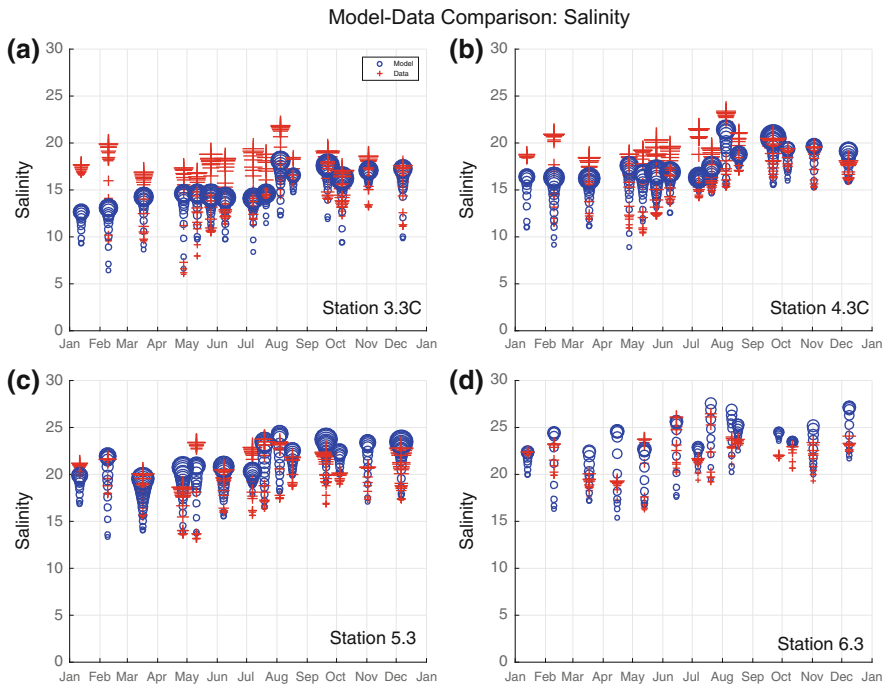 Model-Data Comparison: Salinity
(a)
30
25
20
15
10
5
0
Salinity
Model
Data
Station 3.3C
Jan Feb Mar Apr May Jun Jul Aug Sep Oct Nov Dec Jan
(b)
30
25
20
15
10
5
0
Salinity
Station 4.3C
Jan Feb Mar Apr May Jun Jul Aug Sep Oct Nov Dec Jan
(c)
30
25
20
15
10
5
0
Salinity
Station 5.3
Jan Feb Mar Apr May Jun Jul Aug Sep Oct Nov Dec Jan
(d)
30
25
20
15
10
5
0
Salinity
Station 6.3
Jan Feb Mar Apr May Jun Jul Aug Sep Oct Nov Dec Jan